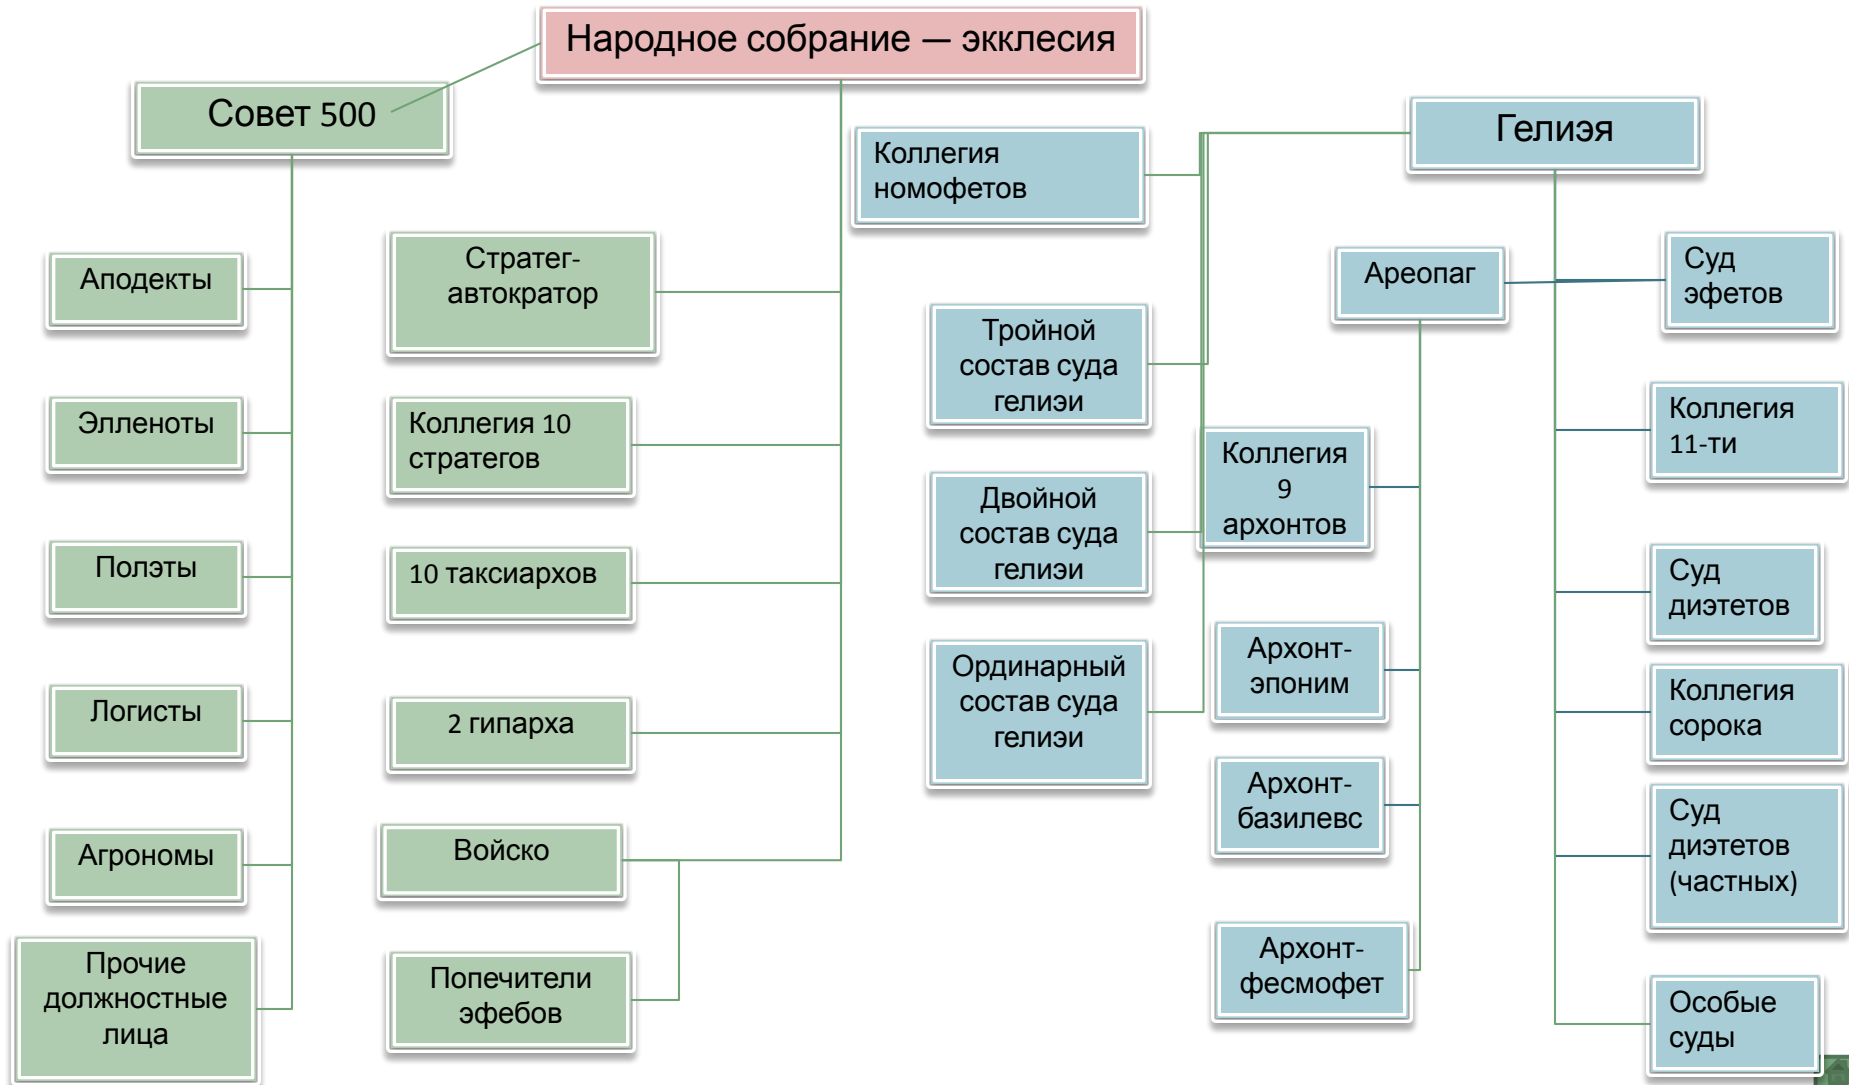 Народное собрание — экклесия
Совет 500
Аподекты
Элленоты
Полэты
Логисты
Агрономы
Прочие
должностные
лица
Стратег-
автократор
Коллегия 10
стратегов
10 таксиархов
2 гипарха
Войско
Попечители
эфебов
Гелиэя
Коллегия
номофетов
Тройной
состав суда
гелиэи
Двойной
состав суда
гелиэи
Ординарный
состав суда
гелиэи
Ареопаг
Коллегия
9
архонтов
Архонт-
эпоним
Архонт-
базилевс
Архонт-
фесмофет
Суд
эфетов
Коллегия
11-ти
Суд
диэтетов
Коллегия
сорока
Суд
диэтетов
(частных)
Особые
суды